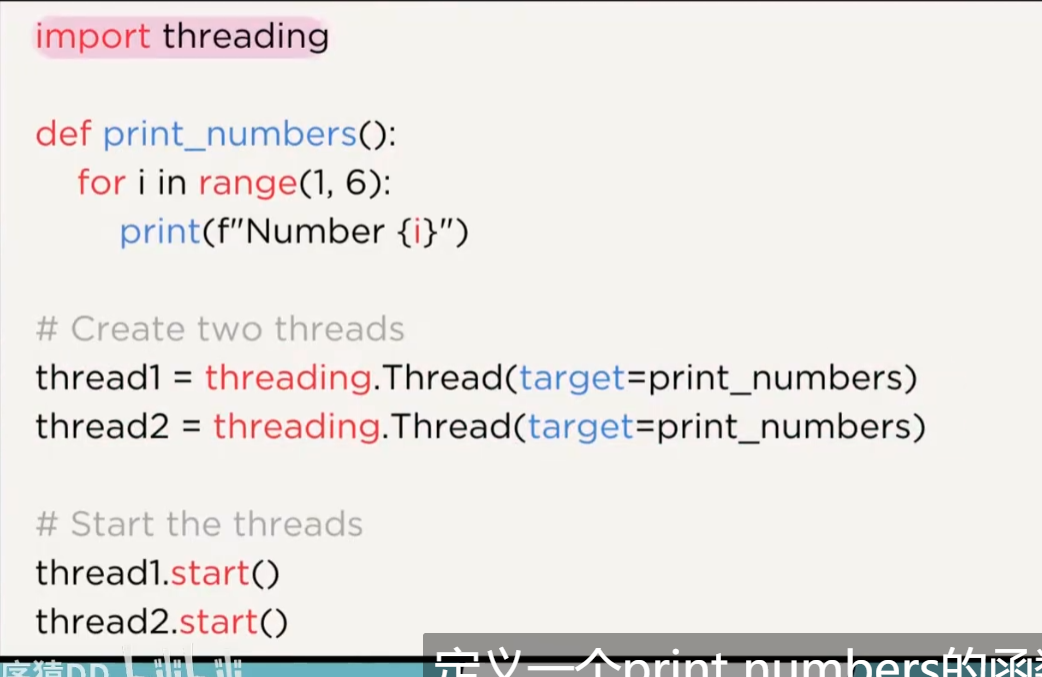 import threading
def print_numbers():
for i in range(1, 6):
print(f"Number {i}")
# Create two threads
thread1 = threading.Thread(target=print_numbers)
thread2 = threading.Thread(target=print_numbers)
# Start the threads
thread1.start()
thread2.start()
定义一个print_numbers的函